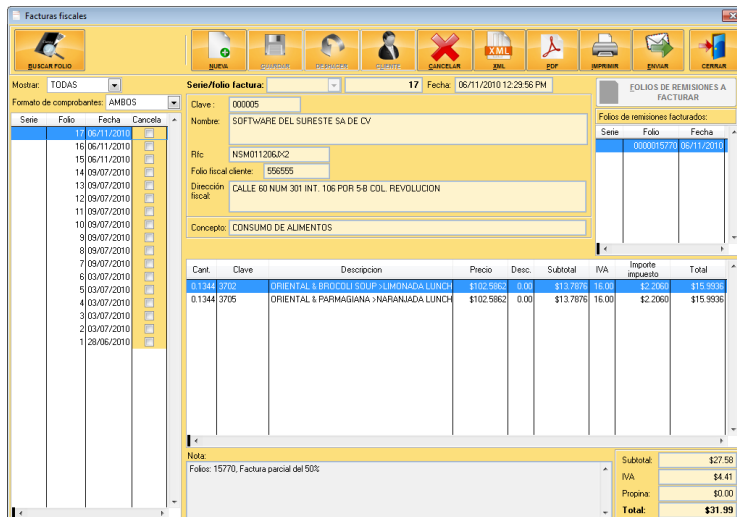 Facturas fiscales
BUSCAR FOLIO NUEVA GUARDAR DESHACER CLIENTE CANCELAR XML PDF IMPRIMIR ENVIAR CERRAR
XML
Mostrar: TODAS
Formato de comprobantes: AMBOS
Serie Folio Fecha Cancela
17 06/11/2010
16 06/11/2010
15 06/11/2010
14 09/07/2010
13 09/07/2010
12 09/07/2010
11 09/07/2010
10 09/07/2010
9 09/07/2010
8 09/07/2010
7 09/07/2010
6 03/07/2010
5 03/07/2010
4 03/07/2010
3 03/07/2010
2 03/07/2010
1 28/06/2010
Serie/folio factura: 17 Fecha: 06/11/2010 12:29:56 PM
Clave : 000005
Nombre: SOFTWARE DEL SURESTE SA DE CV
Rfc NSM011206JX2
Folio fiscal cliente: 556555
Dirección fiscal: CALLE 60 NUM 301 INT. 106 POR 5-B COL. REVOLUCION
Concepto: CONSUMO DE ALIMENTOS
FOLIOS DE REMISIONES A
FACTURAR
Folios de remisiones facturados:
Serie Folio Fecha
0000015770 06/11/2010
Cant. Clave Descripcion Precio Desc. Subtotal IVA Importe impuesto Total
0.1344 3702 ORIENTAL & BROCOLI SOUP >LIMONADA LUNCH $102.5862 0.00 $13.7876 16.00 $2.2060 $15.9936
0.1344 3705 ORIENTAL & PARMAGIANA >NARANJADA LUNCH $102.5862 0.00 $13.7876 16.00 $2.2060 $15.9936
Nota:
Folios: 15770, Factura parcial del 50%
Subtotal: $27.58
IVA $4.41
Propina: $0.00
Total: $31.99